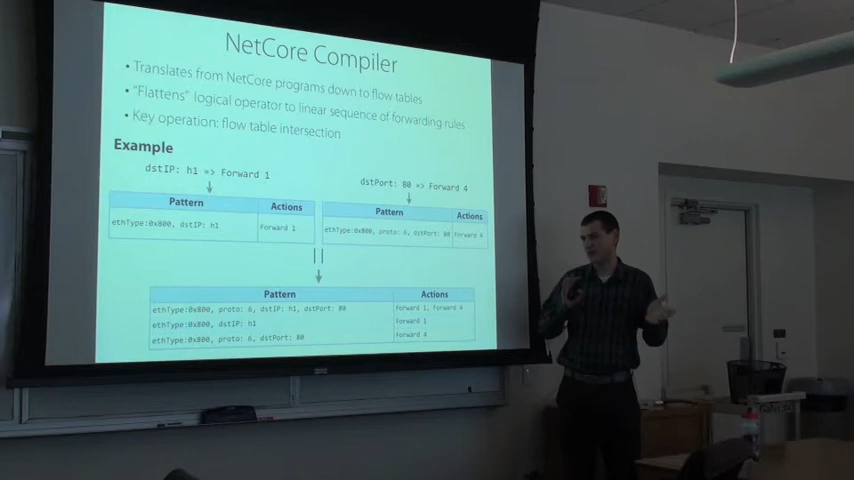 NetCore Compiler
• Translates from NetCore programs down to flow tables
• "Flattens" logical operator to linear sequence of forwarding rules
• Key operation: flow table intersection
Example
dstIP: h1 => Forward 1
dstPort: 80 => Forward 4
Pattern Actions
ethType:0x800, dstIP: h1 Forward 1
Pattern Actions
ethType:0x800, proto: 6, dstPort: 80 Forward 4
||
Pattern Actions
ethType:0x800, proto: 6, dstIP: h1, dstPort: 80 Forward 1, Forward 4
ethType:0x800, dstIP: h1 Forward 1
ethType:0x800, proto: 6, dstPort: 80 Forward 4